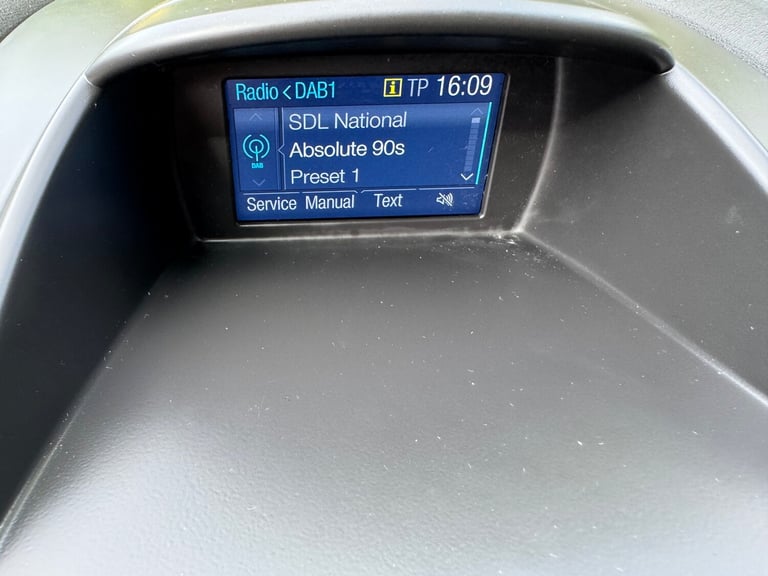 Radio < DAB1 i TP 16:09
SDL National
DAB
Absolute 90s
Preset 1
Service Manual Text